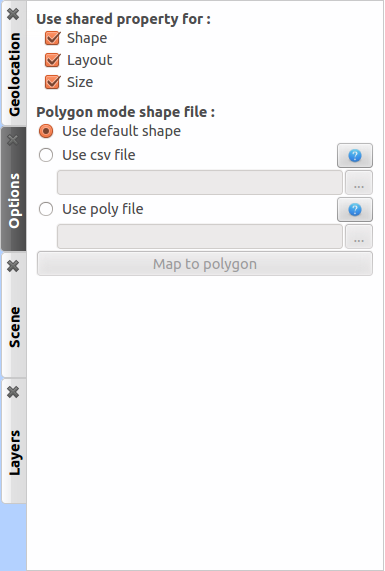 Geolocation
Options
Scene
Layers
Use shared property for :
Shape
Layout
Size
Polygon mode shape file :
Use default shape
Use csv file
?
...
Use poly file
?
...
Map to polygon